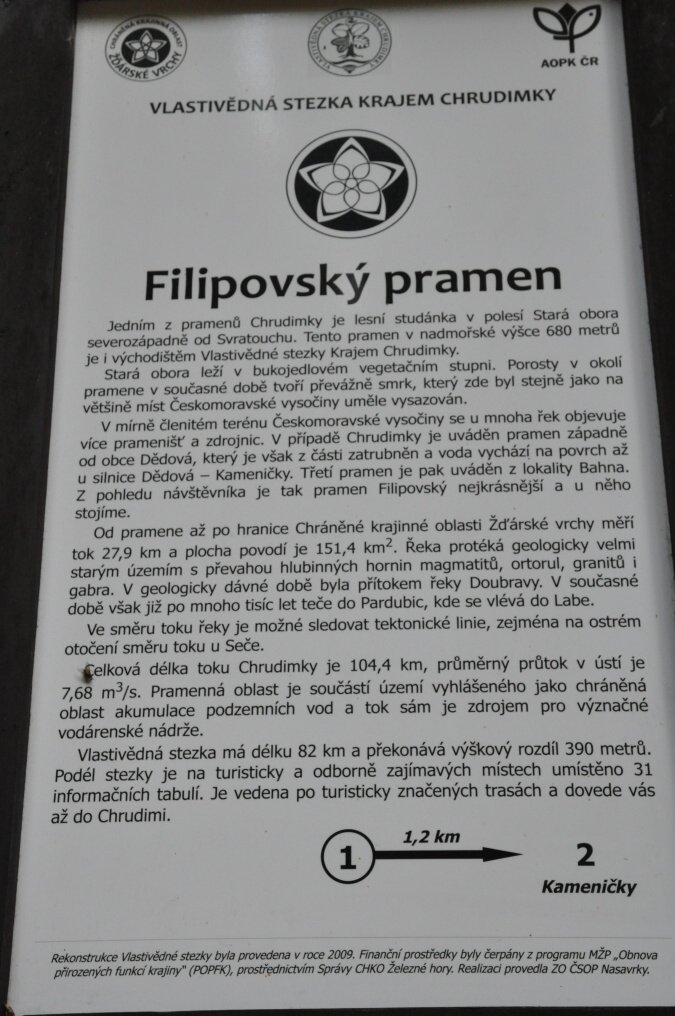 CHRÁNĚNÁ KRAJINNÁ OBLAST
ŽĎÁRSKÉ VRCHY
VLASTIVĚDNÁ STEZKA KRAJEM CHRUDIMKY
AOPK ČR
VLASTIVĚDNÁ STEZKA KRAJEM CHRUDIMKY
Filipovský pramen
Jedním z pramenů Chrudimky je lesní studánka v polesí Stará obora
severozápadně od Svratouchu. Tento pramen v nadmořské výšce 680 metrů
je i východištěm Vlastivědné stezky Krajem Chrudimky.
Stará obora leží v bukojedlovém vegetačním stupni. Porosty v okolí
pramene v současné době tvoří převážně smrk, který zde byl stejně jako na
většině míst Českomoravské vysočiny uměle vysazován.
V mírně členitém terénu Českomoravské vysočiny se u mnoha řek objevuje
více pramenišť a zdrojnic. V případě Chrudimky je uváděn pramen západně
od obce Dědová, který je však z části zatrubněn a voda vychází na povrch až
u silnice Dědová – Kameničky. Třetí pramen je pak uváděn z lokality Bahna.
Z pohledu návštěvníka je tak pramen Filipovský nejkrásnější a u něho
stojíme.
Od pramene až po hranice Chráněné krajinné oblasti Žďárské vrchy měří
tok 27,9 km a plocha povodí je 151,4 km². Řeka protéká geologicky velmi
starým územím s převahou hlubinných hornin magmatitů, ortorul, granitů i
gabra. V geologicky dávné době byla přítokem řeky Doubravy. V současné
době však již po mnoho tisíc let teče do Pardubic, kde se vlévá do Labe.
Ve směru toku řeky je možné sledovat tektonické linie, zejména na ostrém
otočení směru toku u Seče.
Celková délka toku Chrudimky je 104,4 km, průměrný průtok v ústí je
7,68 m³/s. Pramenná oblast je součástí území vyhlášeného jako chráněná
oblast akumulace podzemních vod a tok sám je zdrojem pro význačné
vodárenské nádrže.
Vlastivědná stezka má délku 82 km a překonává výškový rozdíl 390 metrů.
Podél stezky je na turisticky a odborně zajímavých místech umístěno 31
informačních tabulí. Je vedena po turisticky značených trasách a dovede vás
až do Chrudimi.
1,2 km
1 2
Kameničky
Rekonstrukce Vlastivědné stezky byla provedena v roce 2009. Finanční prostředky byly čerpány z programu MŽP „Obnova
přirozených funkcí krajiny" (POPFK), prostřednictvím Správy CHKO Železné hory. Realizaci provedla ZO ČSOP Nasavrky.